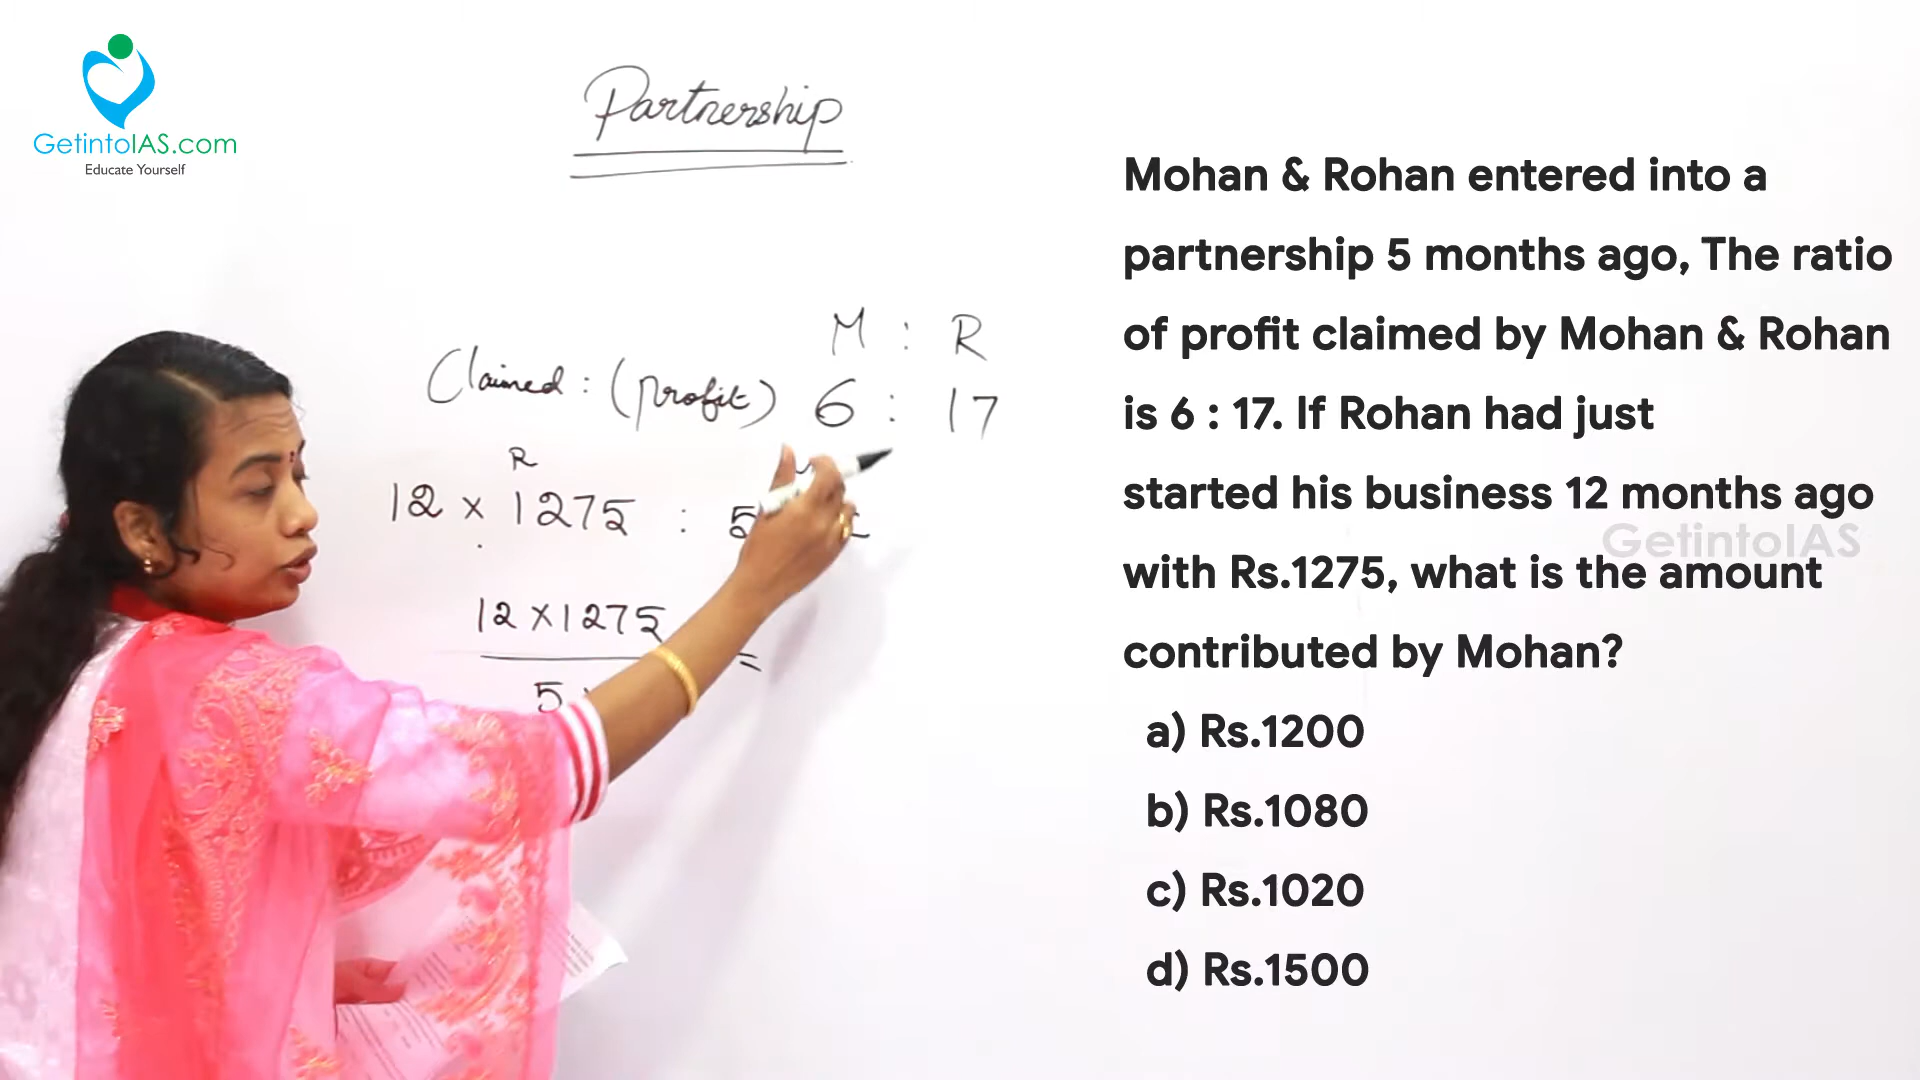 GetintoIAS.com
Educate Yourself
Partnership
M : R
Claimed : (profit) 6 : 17
R
12 x 1275 : 5
12 x 1275
=
5
Mohan & Rohan entered into a
partnership 5 months ago, The ratio
of profit claimed by Mohan & Rohan
is 6 : 17. If Rohan had just
started his business 12 months ago
with Rs.1275, what is the amount
contributed by Mohan?
a) Rs.1200
b) Rs.1080
c) Rs.1020
d) Rs.1500
GetintoIAS